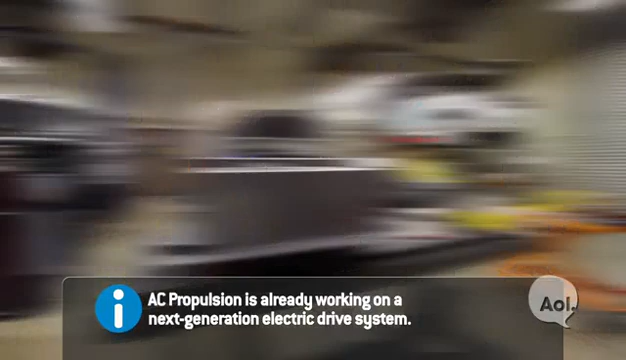 AC Propulsion is already working on a
next-generation electric drive system.
Aol.